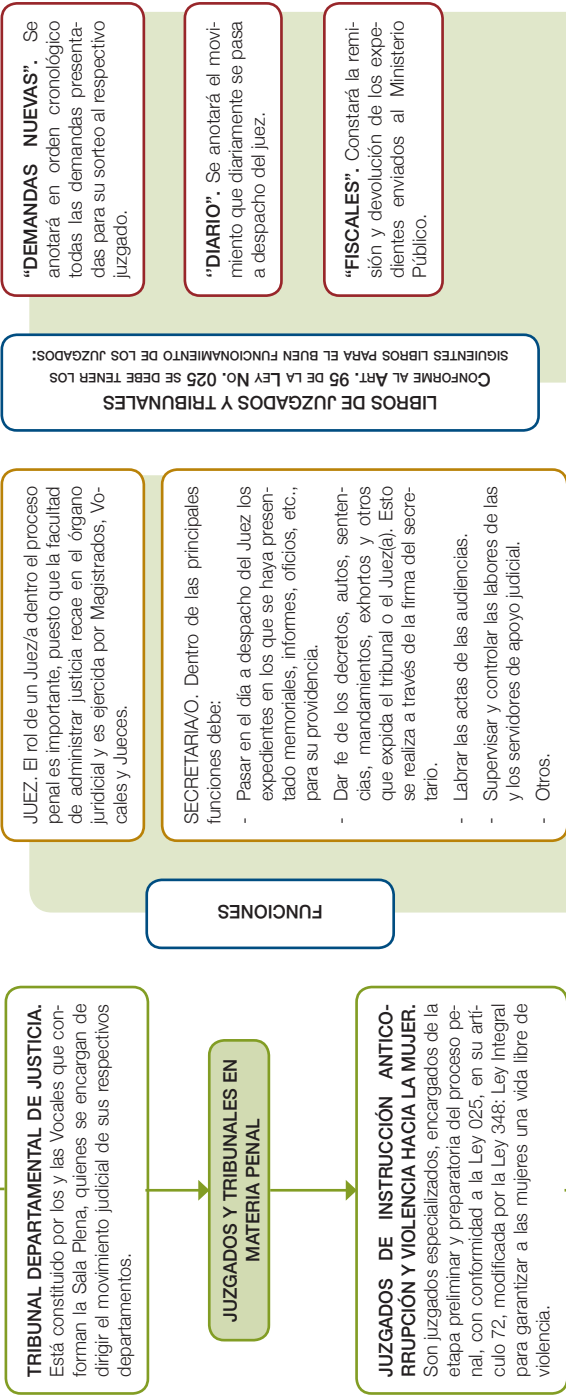 TRIBUNAL DEPARTAMENTAL DE JUSTICIA.
Está constituido por los y las Vocales que con-
forman la Sala Plena, quienes se encargan de
dirigir el movimiento judicial de sus respectivos
departamentos.
JUZGADOS Y TRIBUNALES EN
MATERIA PENAL
JUZGADOS DE INSTRUCCIÓN ANTICO-
RRUPCIÓN Y VIOLENCIA HACIA LA MUJER.
Son juzgados especializados, encargados de la
etapa preliminar y preparatoria del proceso pe-
nal, con conformidad a la Ley 025, en su artí-
culo 72, modificada por la Ley 348: Ley Integral
para garantizar a las mujeres una vida libre de
violencia.
FUNCIONES
JUEZ. El rol de un Juez/a dentro el proceso
penal es importante, puesto que la facultad
de administrar justicia recae en el órgano
juridicial y es ejercida por Magistrados, Vo-
cales y Jueces.
SECRETARIA/O. Dentro de las principales
funciones debe:
- Pasar en el día a despacho del Juez los
expedientes en los que se haya presen-
tado memoriales, informes, oficios, etc.,
para su providencia.
- Dar fe de los decretos, autos, senten-
cias, mandamientos, exhortos y otros
que expida el tribunal o el Juez(a). Esto
se realiza a través de la firma del secre-
tario.
- Labrar las actas de las audiencias.
- Supervisar y controlar las labores de las
y los servidores de apoyo judicial.
- Otros.
LIBROS DE JUZGADOS Y TRIBUNALES
CONFORME AL ART. 95 DE LA LEY NO. 025 SE DEBE TENER LOS
SIGUIENTES LIBROS PARA EL BUEN FUNCIONAMIENTO DE LOS JUZGADOS:
“DEMANDAS NUEVAS”. Se
anotará en orden cronológico
todas las demandas presenta-
das para su sorteo al respectivo
juzgado.
“DIARIO”. Se anotará el movi-
miento que diariamente se pasa
a despacho del juez.
“FISCALES”. Constará la remi-
sión y devolución de los expe-
dientes enviados al Ministerio
Público.